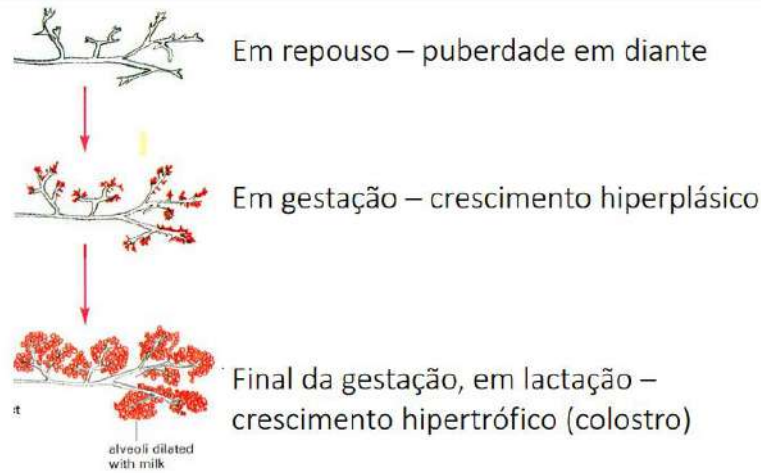 Em repouso – puberdade em diante
Em gestação – crescimento hiperplásico
Final da gestação, em lactação –
crescimento hipertrófico (colostro)
alveoli dilated
with milk